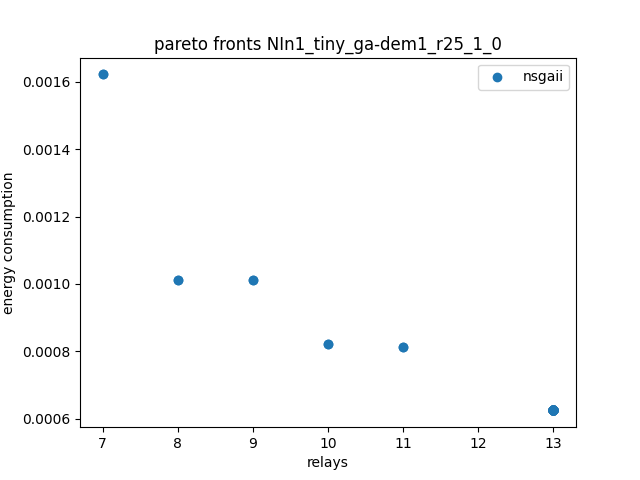 pareto fronts NIn1_tiny_ga-dem1_r25_1_0
nsgaii
0.0016
0.0014
0.0012
0.0010
0.0008
0.0006
energy consumption
7 8 9 10 11 12 13
relays